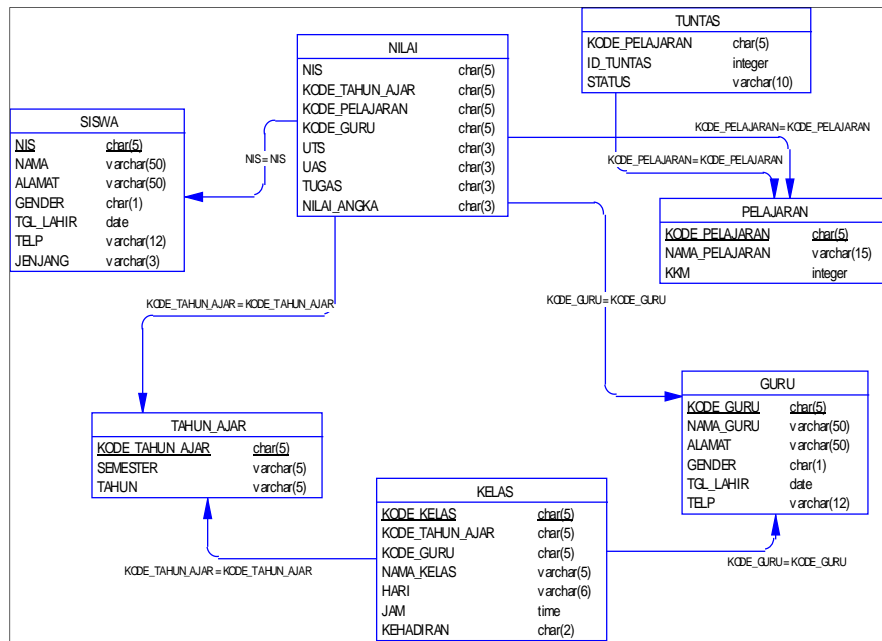 NILAI
NIS char(5)
KODE_TAHUN_AJAR char(5)
KODE_PELAJARAN char(5)
KODE_GURU char(5)
UTS char(3)
UAS char(3)
TUGAS char(3)
NILAI_ANGKA char(3)
TUNTAS
KODE_PELAJARAN char(5)
ID_TUNTAS integer
STATUS varchar(10)
SISWA
NIS char(5)
NAMA varchar(50)
ALAMAT varchar(50)
GENDER char(1)
TGL_LAHIR date
TELP varchar(12)
JENJANG varchar(3)
NIS = NIS
KODE_PELAJARAN = KODE_PELAJARAN
KODE_PELAJARAN = KODE_PELAJARAN
PELAJARAN
KODE_PELAJARAN char(5)
NAMA_PELAJARAN varchar(15)
KKM integer
KODE_TAHUN_AJAR = KODE_TAHUN_AJAR
KODE_GURU = KODE_GURU
GURU
KODE_GURU char(5)
NAMA_GURU varchar(50)
ALAMAT varchar(50)
GENDER char(1)
TGL_LAHIR date
TELP varchar(12)
TAHUN_AJAR
KODE_TAHUN_AJAR char(5)
SEMESTER varchar(5)
TAHUN varchar(5)
KELAS
KODE_KELAS char(5)
KODE_TAHUN_AJAR char(5)
KODE_GURU char(5)
NAMA_KELAS varchar(5)
HARI varchar(6)
JAM time
KEHADIRAN char(2)
KODE_TAHUN_AJAR = KODE_TAHUN_AJAR
KODE_GURU = KODE_GURU